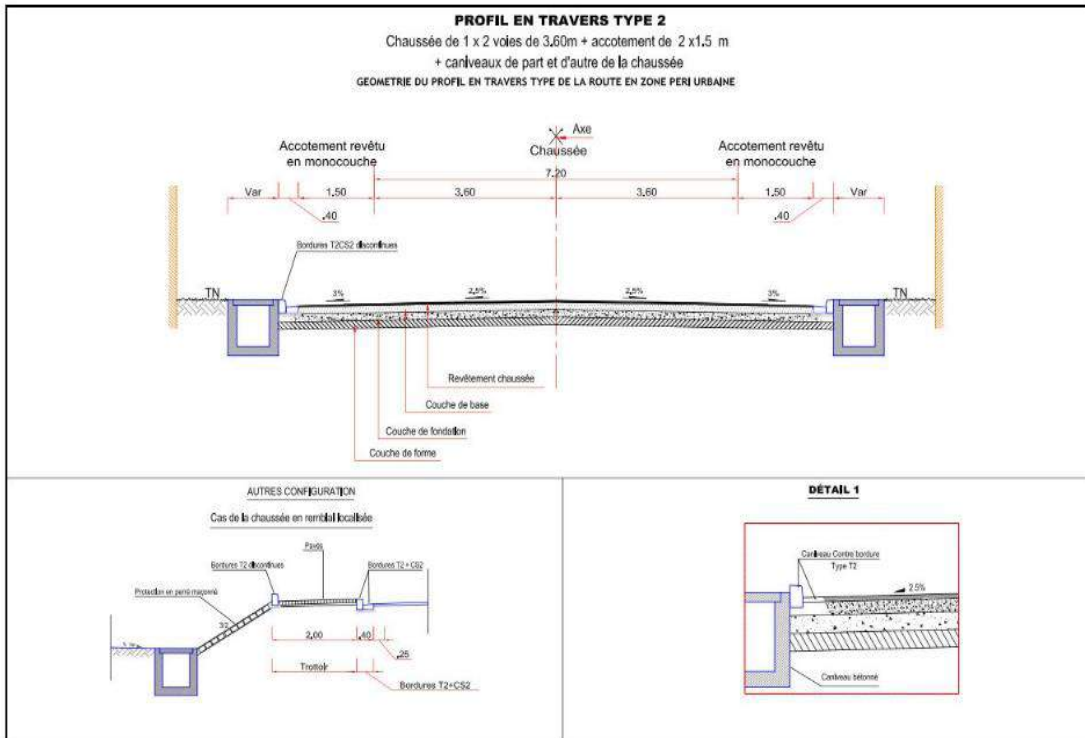 PROFIL EN TRAVERS TYPE 2
Chaussée de 1 x 2 voies de 3.60m + accotement de 2 x1.5 m
+ caniveaux de part et d'autre de la chaussée
GEOMETRIE DU PROFIL EN TRAVERS TYPE DE LA ROUTE EN ZONE PERI URBAINE
Axe
Accotement revêtu
en monocouche
Chaussée
Accotement revêtu
en monocouche
7.20
Var
1.50
3.60
3.60
1.50
Var
.40
.40
Bordures T2CS2 discontinues
TN
3%
2,5%
2,5%
3%
TN
Revêtement chaussée
Couche de base
Couche de fondation
Couche de forme
AUTRES CONFIGURATION
Cas de la chaussée en remblai localisée
Pavés
Bordures T2 discontinues
Bordures T2 + CS2
Protection en perré maçonné
3/2
2,00
.40
.25
Trottoir
Bordures T2+CS2
DÉTAIL 1
Caniveau Contre bordure
Type T2
2.5%
Caniveau bétonné